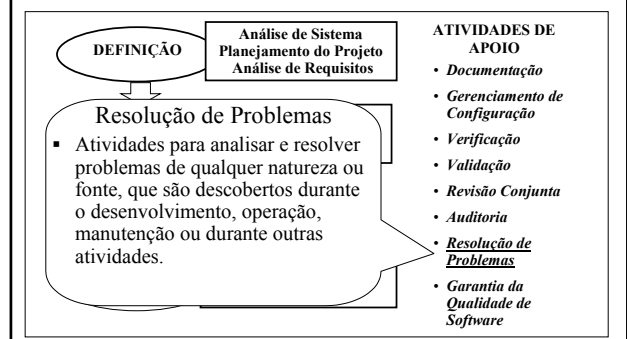 DEFINIÇÃO
Análise de Sistema
Planejamento do Projeto
Análise de Requisitos
Resolução de Problemas
▪ Atividades para analisar e resolver
problemas de qualquer natureza ou
fonte, que são descobertos durante
o desenvolvimento, operação,
manutenção ou durante outras
atividades.
ATIVIDADES DE
APOIO
• Documentação
• Gerenciamento de
Configuração
• Verificação
• Validação
• Revisão Conjunta
• Auditoria
• Resolução de
Problemas
• Garantia da
Qualidade de
Software